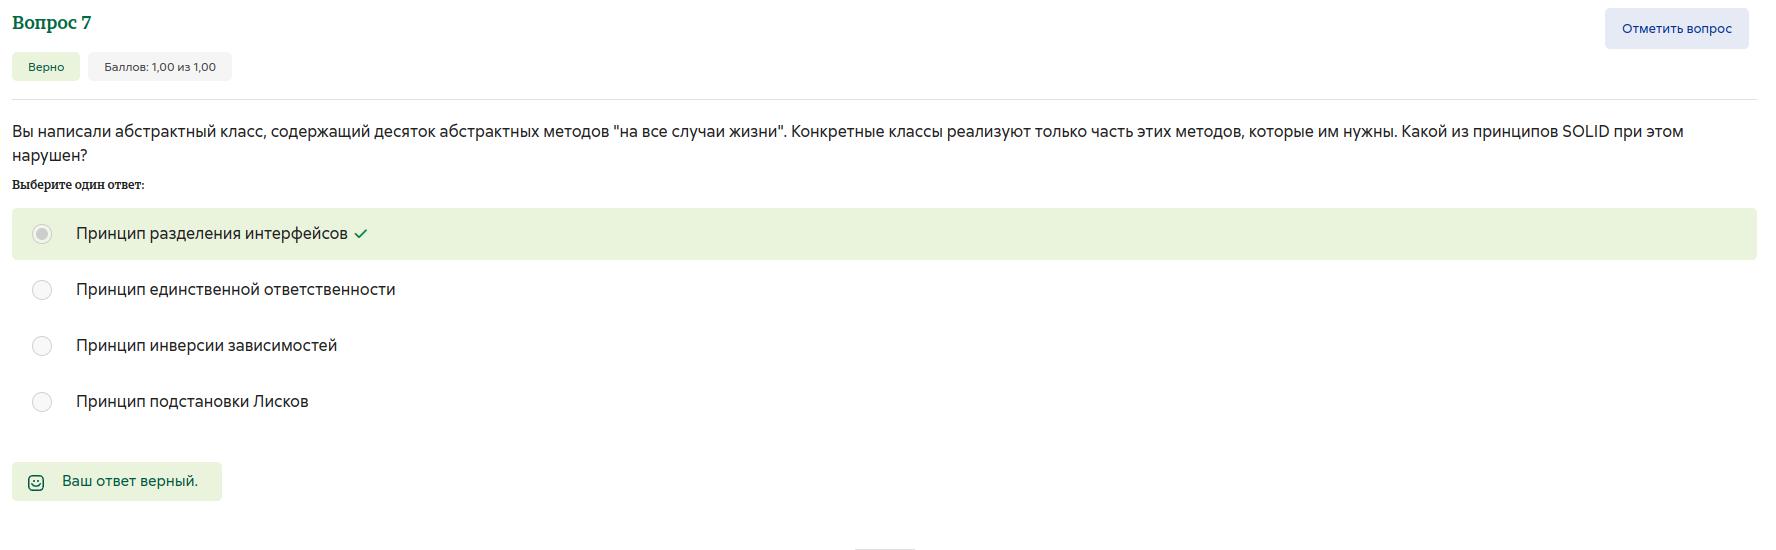 Вопрос 7
Отметить вопрос
Верно
Баллов: 1,00 из 1,00
Вы написали абстрактный класс, содержащий десяток абстрактных методов "на все случаи жизни". Конкретные классы реализуют только часть этих методов, которые им нужны. Какой из принципов SOLID при этом
нарушен?
Выберите один ответ:
Принцип разделения интерфейсов
Принцип единственной ответственности
Принцип инверсии зависимостей
Принцип подстановки Лисков
Ваш ответ верный.